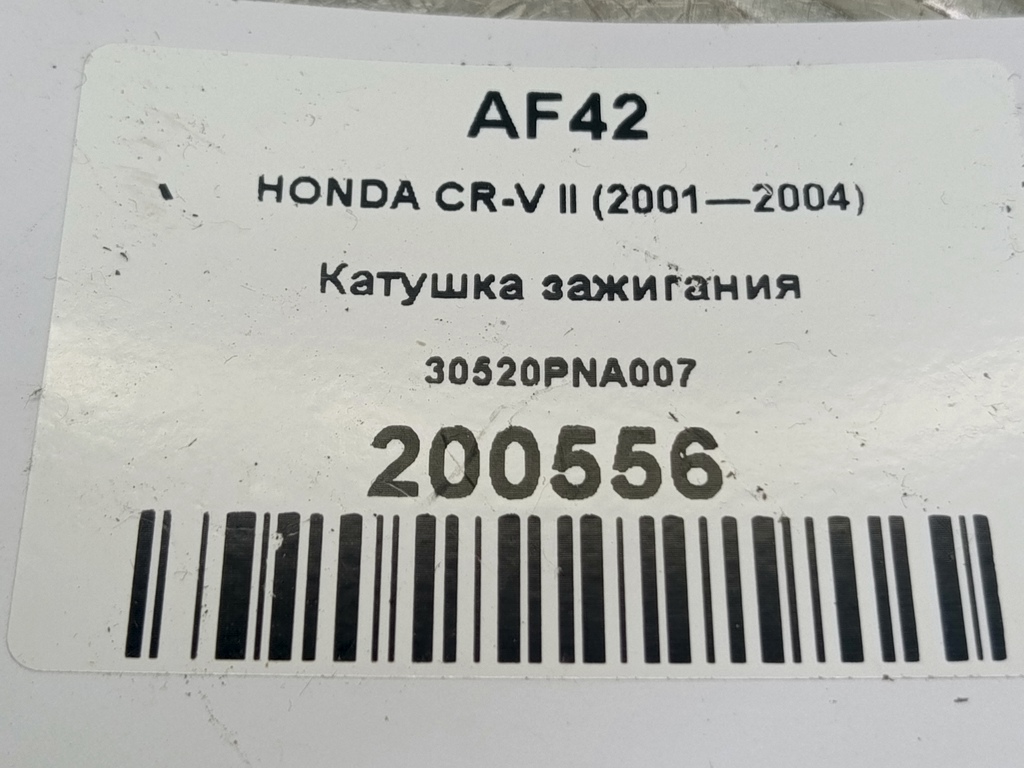 AF42
HONDA CR-V II (2001—2004)
Катушка зажигания
30520PNA007
200556